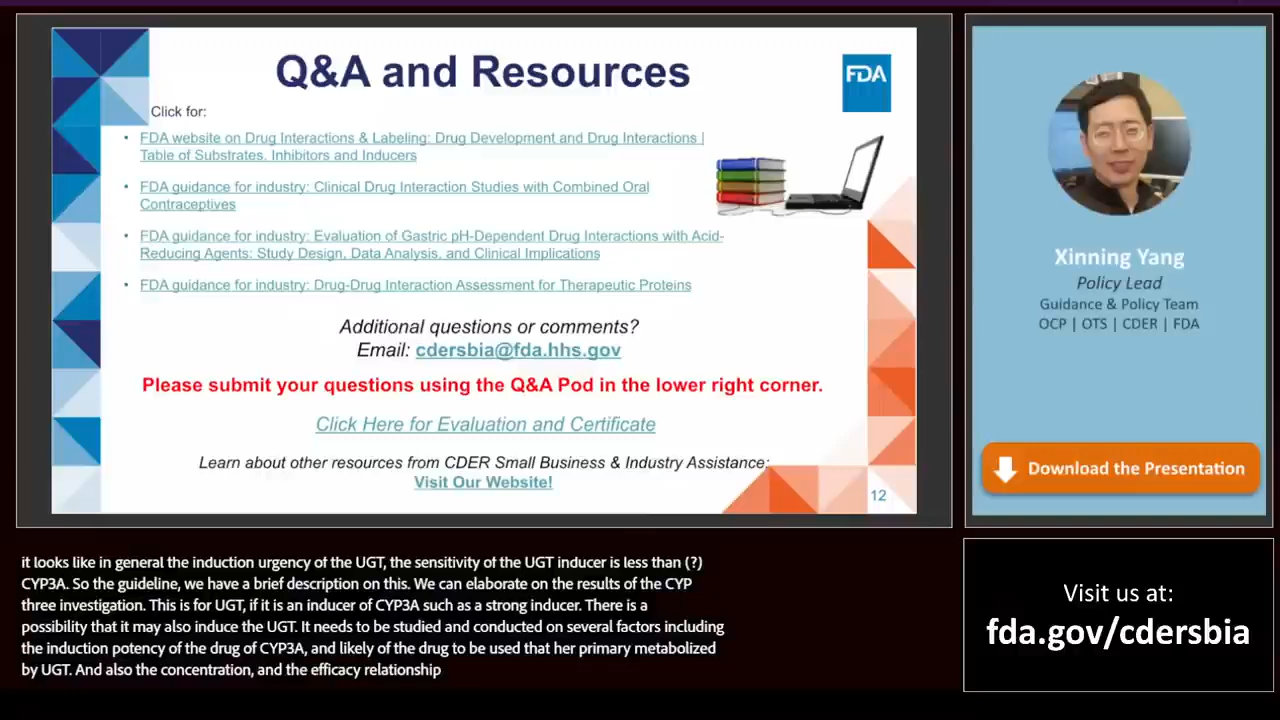 Q&A and Resources
FDA
Click for:
• FDA website on Drug Interactions & Labeling: Drug Development and Drug Interactions |
Table of Substrates, Inhibitors and Inducers
• FDA guidance for industry: Clinical Drug Interaction Studies with Combined Oral
Contraceptives
• FDA guidance for industry: Evaluation of Gastric pH-Dependent Drug Interactions with Acid-
Reducing Agents: Study Design, Data Analysis, and Clinical Implications
• FDA guidance for industry: Drug-Drug Interaction Assessment for Therapeutic Proteins
Additional questions or comments?
Email: cdersbia@fda.hhs.gov
Please submit your questions using the Q&A Pod in the lower right corner.
Click Here for Evaluation and Certificate
Learn about other resources from CDER Small Business & Industry Assistance:
Visit Our Website!
12
Xinning Yang
Policy Lead
Guidance & Policy Team
OCP | OTS | CDER | FDA
Download the Presentation
it looks like in general the induction urgency of the UGT, the sensitivity of the UGT inducer is less than (?)
CYP3A. So the guideline, we have a brief description on this. We can elaborate on the results of the CYP
three investigation. This is for UGT, if it is an inducer of CYP3A such as a strong inducer. There is a
possibility that it may also induce the UGT. It needs to be studied and conducted on several factors including
the induction potency of the drug of CYP3A, and likely of the drug to be used that her primary metabolized
by UGT. And also the concentration, and the efficacy relationship
Visit us at:
fda.gov/cdersbia